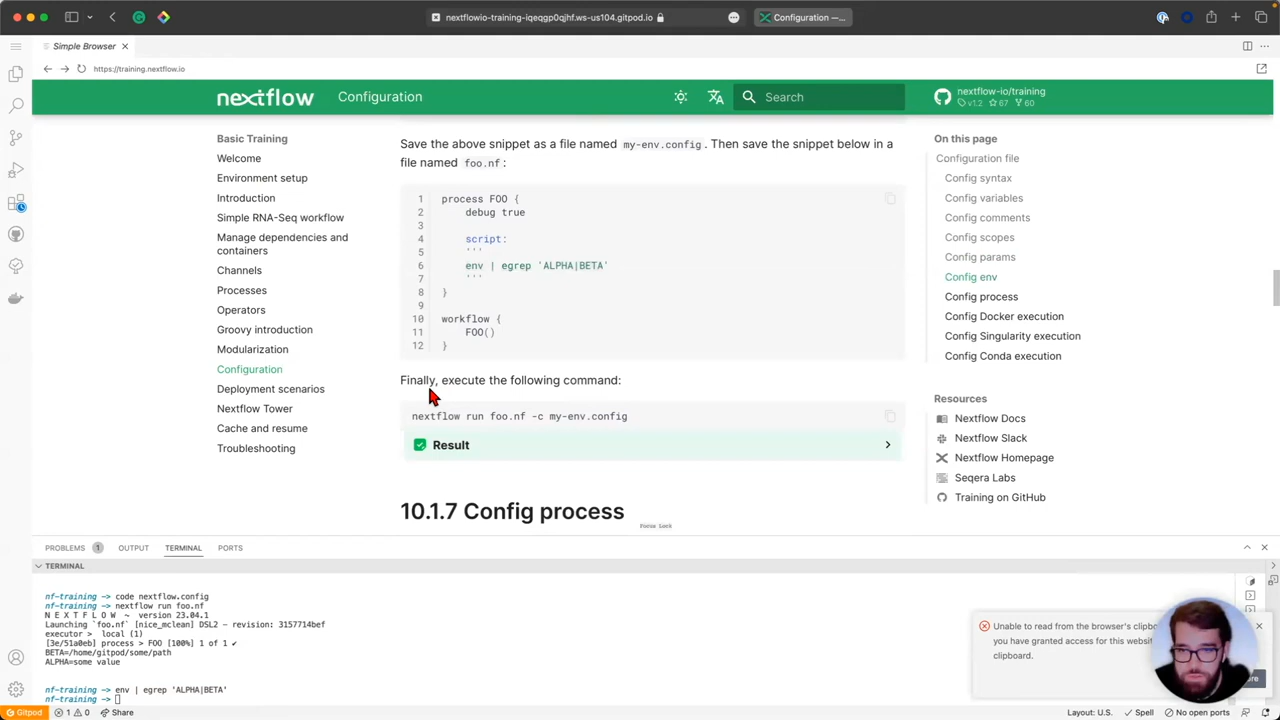 nextflowio-training-iqeqgp0qjhf.ws-us104.gitpod.io
Configuration —...
Simple Browser
https://training.nextflow.io
nextflow
Configuration
Search
nextflow-io/training
v1.2 67 60
Basic Training
Welcome
Environment setup
Introduction
Simple RNA-Seq workflow
Manage dependencies and
containers
Channels
Processes
Operators
Groovy introduction
Modularization
Configuration
Deployment scenarios
Nextflow Tower
Cache and resume
Troubleshooting
Save the above snippet as a file named my-env.config. Then save the snippet below in a
file named foo.nf:
1 process FOO {
2 debug true
3
4 script:
5 '''
6 env | egrep 'ALPHA|BETA'
7 '''
8 }
9
10 workflow {
11 FOO()
12 }
Finally, execute the following command:
nextflow run foo.nf -c my-env.config
Result
10.1.7 Config process
On this page
Configuration file
Config syntax
Config variables
Config comments
Config scopes
Config params
Config env
Config process
Config Docker execution
Config Singularity execution
Config Conda execution
Resources
Nextflow Docs
Nextflow Slack
Nextflow Homepage
Seqera Labs
Training on GitHub
PROBLEMS 1 OUTPUT TERMINAL PORTS
TERMINAL
nf-training -> code nextflow.config
nf-training -> nextflow run foo.nf
N E X T F L O W ~ version 23.04.1
Launching `foo.nf` [nice_mclean] DSL2 - revision: 3157714bef
executor > local (1)
[3e/51a0eb] process > FOO [100%] 1 of 1 ✔
BETA=/home/gitpod/some/path
ALPHA=some value
nf-training -> env | egrep 'ALPHA|BETA'
nf-training ->
Unable to read from the browser's clipbo
you have granted access for this website
clipboard.
Gitpod
1 0
Share
Layout: U.S.
Spell
No open ports